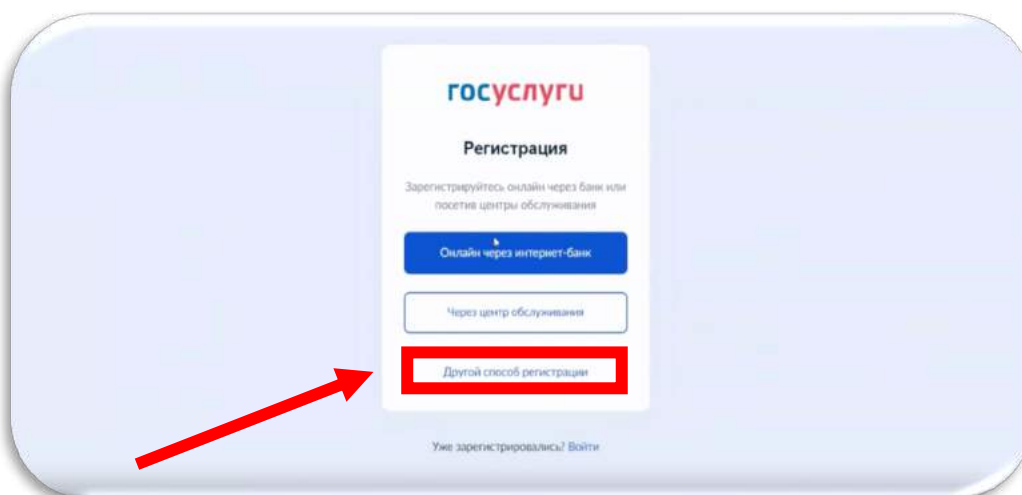 госуслуги
Регистрация
Зарегистрируйтесь онлайн через банк или
посетив центры обслуживания
Онлайн через интернет-банк
Через центр обслуживания
Другой способ регистрации
Уже зарегистрировались? Войти